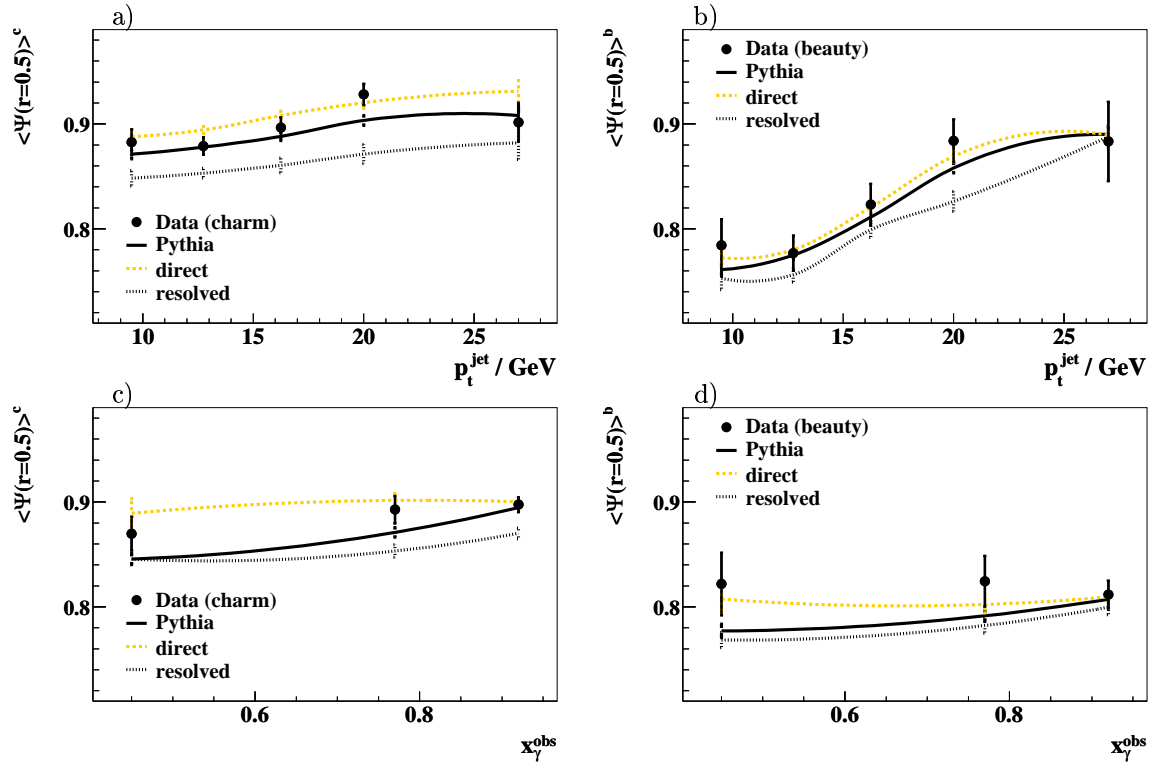 a)
<Ψ(r=0.5)>c
0.9
0.8
Data (charm)
Pythia
direct
resolved
10 15 20 25
p_t^jet / GeV
b)
<Ψ(r=0.5)>b
0.9
0.8
Data (beauty)
Pythia
direct
resolved
10 15 20 25
p_t^jet / GeV
c)
<Ψ(r=0.5)>c
0.9
0.8
Data (charm)
Pythia
direct
resolved
0.6 0.8
x_γ^obs
d)
<Ψ(r=0.5)>b
0.9
0.8
Data (beauty)
Pythia
direct
resolved
0.6 0.8
x_γ^obs